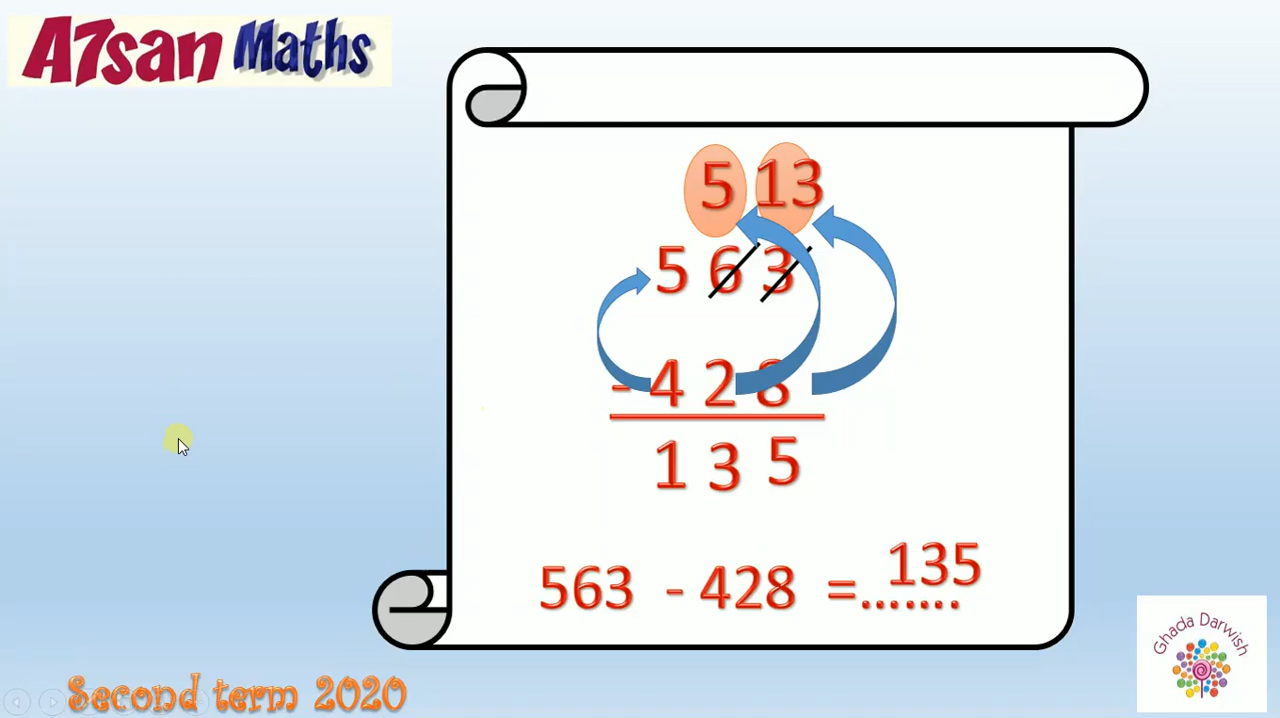 A7san Maths
5 13
5 6 3
- 4 2 8
1 3 5
563 - 428 =....... 135
Second term 2020
Ghada Darwish